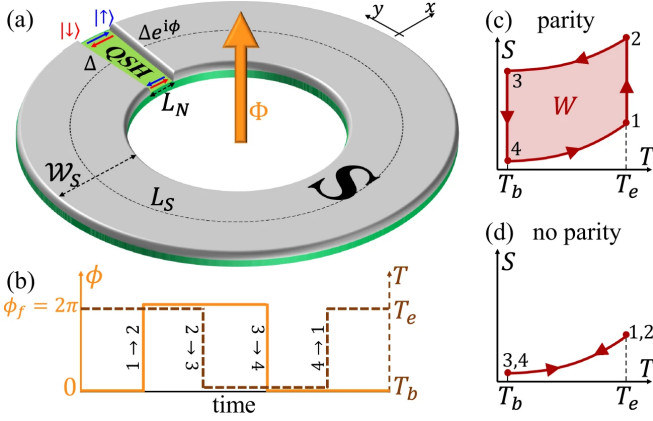 (a)
|↓⟩ |↑⟩
Δe^{iϕ}
Δ
QSH
y x
Φ
L_N
𝒲_S
L_S
S
(b)
ϕ
T
ϕ_f = 2π
T_e
1 → 2
3 → 2
4 → 3
4 → 1
0
T_b
time
(c) parity
S
2
3
W
1
4
T_b T_e T
(d) no parity
S
1,2
3,4
T_b T_e T